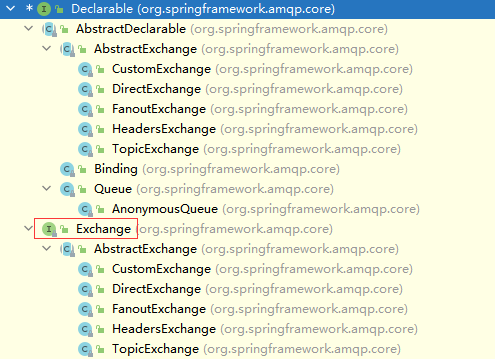 * Declarable (org.springframework.amqp.core)
AbstractDeclarable (org.springframework.amqp.core)
AbstractExchange (org.springframework.amqp.core)
CustomExchange (org.springframework.amqp.core)
DirectExchange (org.springframework.amqp.core)
FanoutExchange (org.springframework.amqp.core)
HeadersExchange (org.springframework.amqp.core)
TopicExchange (org.springframework.amqp.core)
Binding (org.springframework.amqp.core)
Queue (org.springframework.amqp.core)
AnonymousQueue (org.springframework.amqp.core)
Exchange (org.springframework.amqp.core)
AbstractExchange (org.springframework.amqp.core)
CustomExchange (org.springframework.amqp.core)
DirectExchange (org.springframework.amqp.core)
FanoutExchange (org.springframework.amqp.core)
HeadersExchange (org.springframework.amqp.core)
TopicExchange (org.springframework.amqp.core)